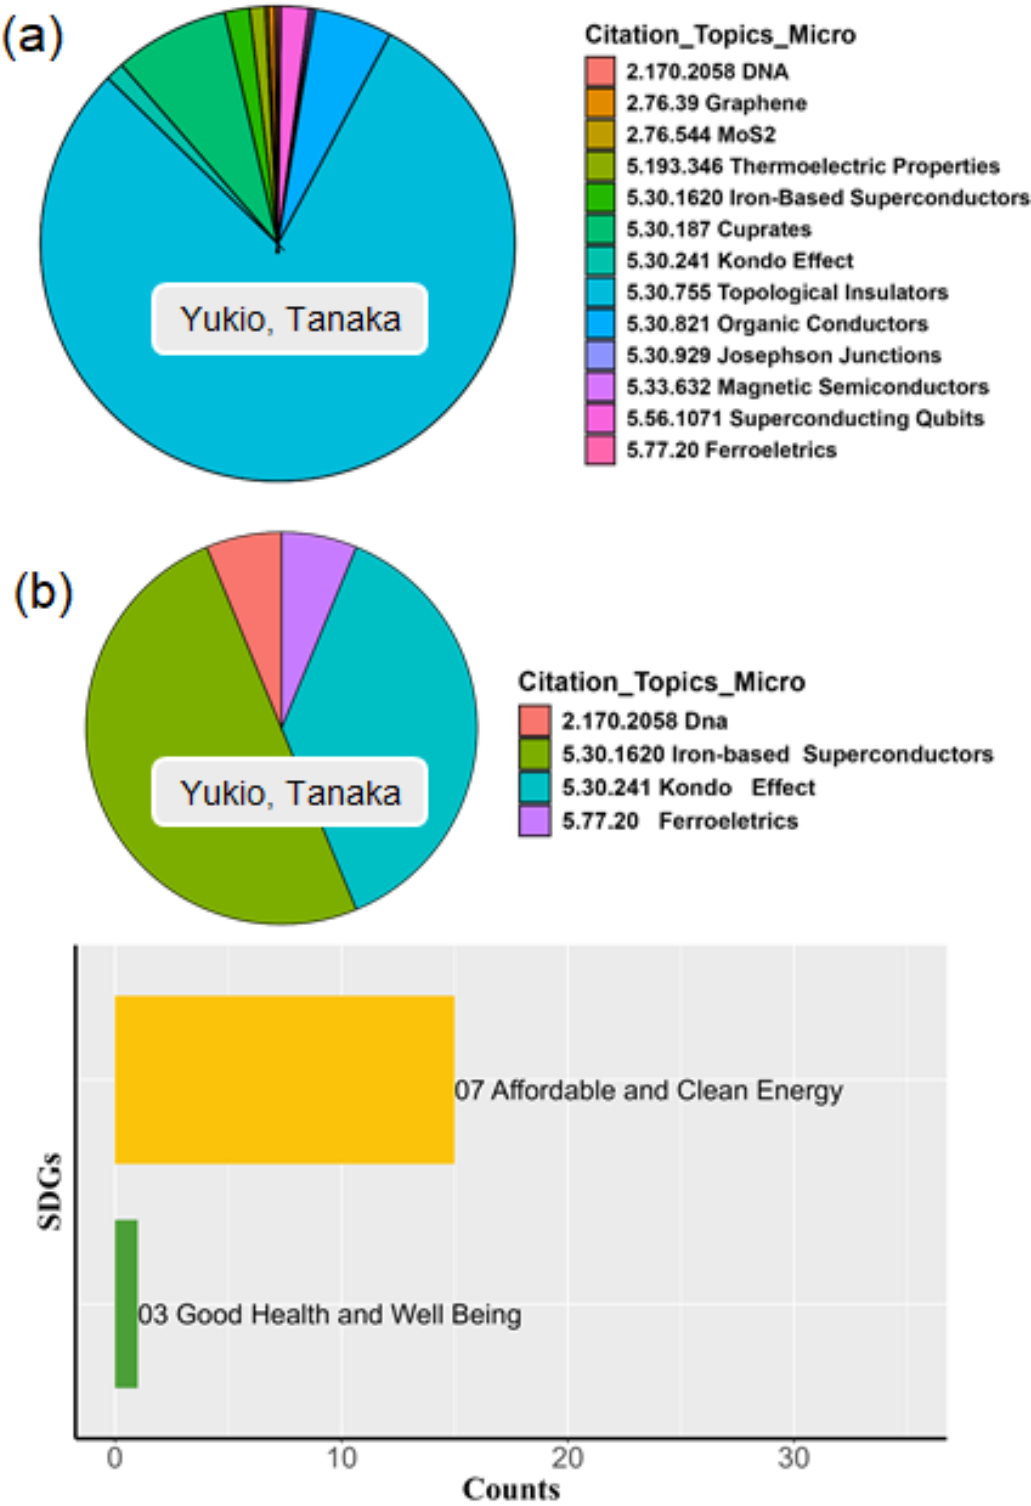 (a)
Citation_Topics_Micro
2.170.2058 DNA
2.76.39 Graphene
2.76.544 MoS2
5.193.346 Thermoelectric Properties
5.30.1620 Iron-Based Superconductors
5.30.187 Cuprates
5.30.241 Kondo Effect
5.30.755 Topological Insulators
5.30.821 Organic Conductors
5.30.929 Josephson Junctions
5.33.632 Magnetic Semiconductors
5.56.1071 Superconducting Qubits
5.77.20 Ferroeletrics
Yukio, Tanaka
(b)
Citation_Topics_Micro
2.170.2058 Dna
5.30.1620 Iron-based Superconductors
5.30.241 Kondo Effect
5.77.20 Ferroeletrics
Yukio, Tanaka
07 Affordable and Clean Energy
03 Good Health and Well Being
SDGs
0 10 20 30
Counts